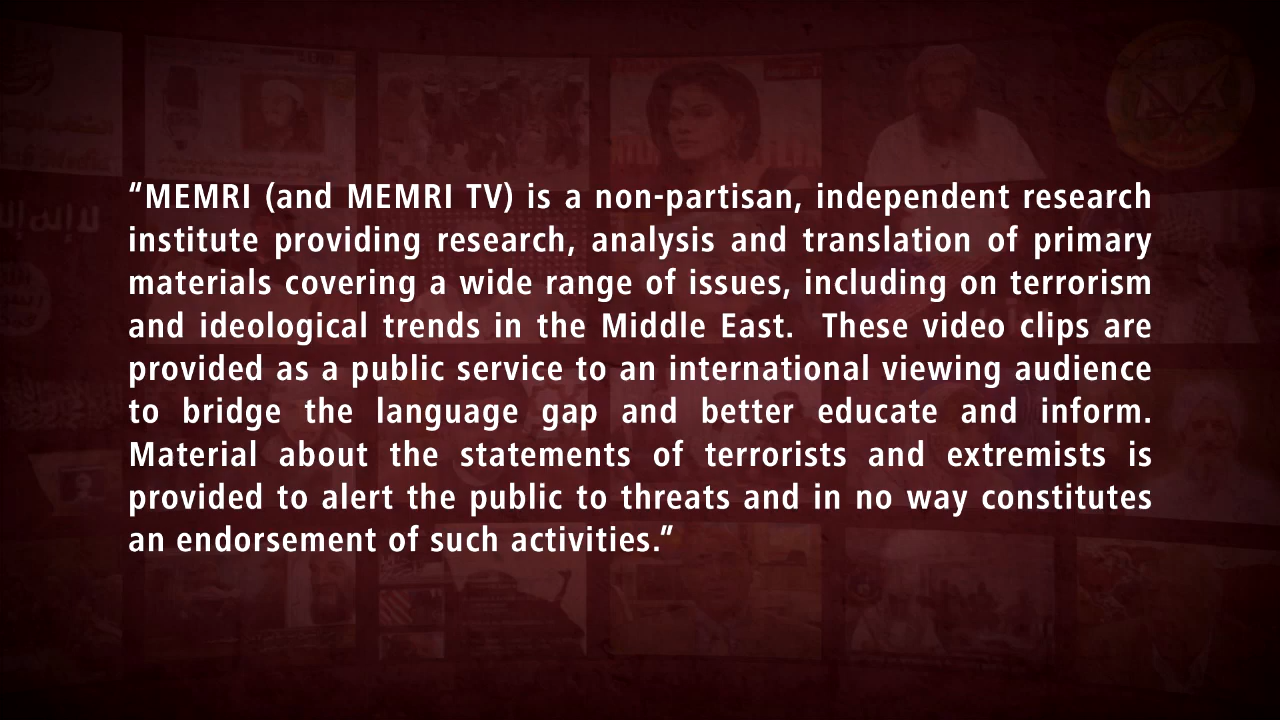 “MEMRI (and MEMRI TV) is a non-partisan, independent research
institute providing research, analysis and translation of primary
materials covering a wide range of issues, including on terrorism
and ideological trends in the Middle East.  These video clips are
provided as a public service to an international viewing audience
to bridge the language gap and better educate and inform.
Material about the statements of terrorists and extremists is
provided to alert the public to threats and in no way constitutes
an endorsement of such activities.”